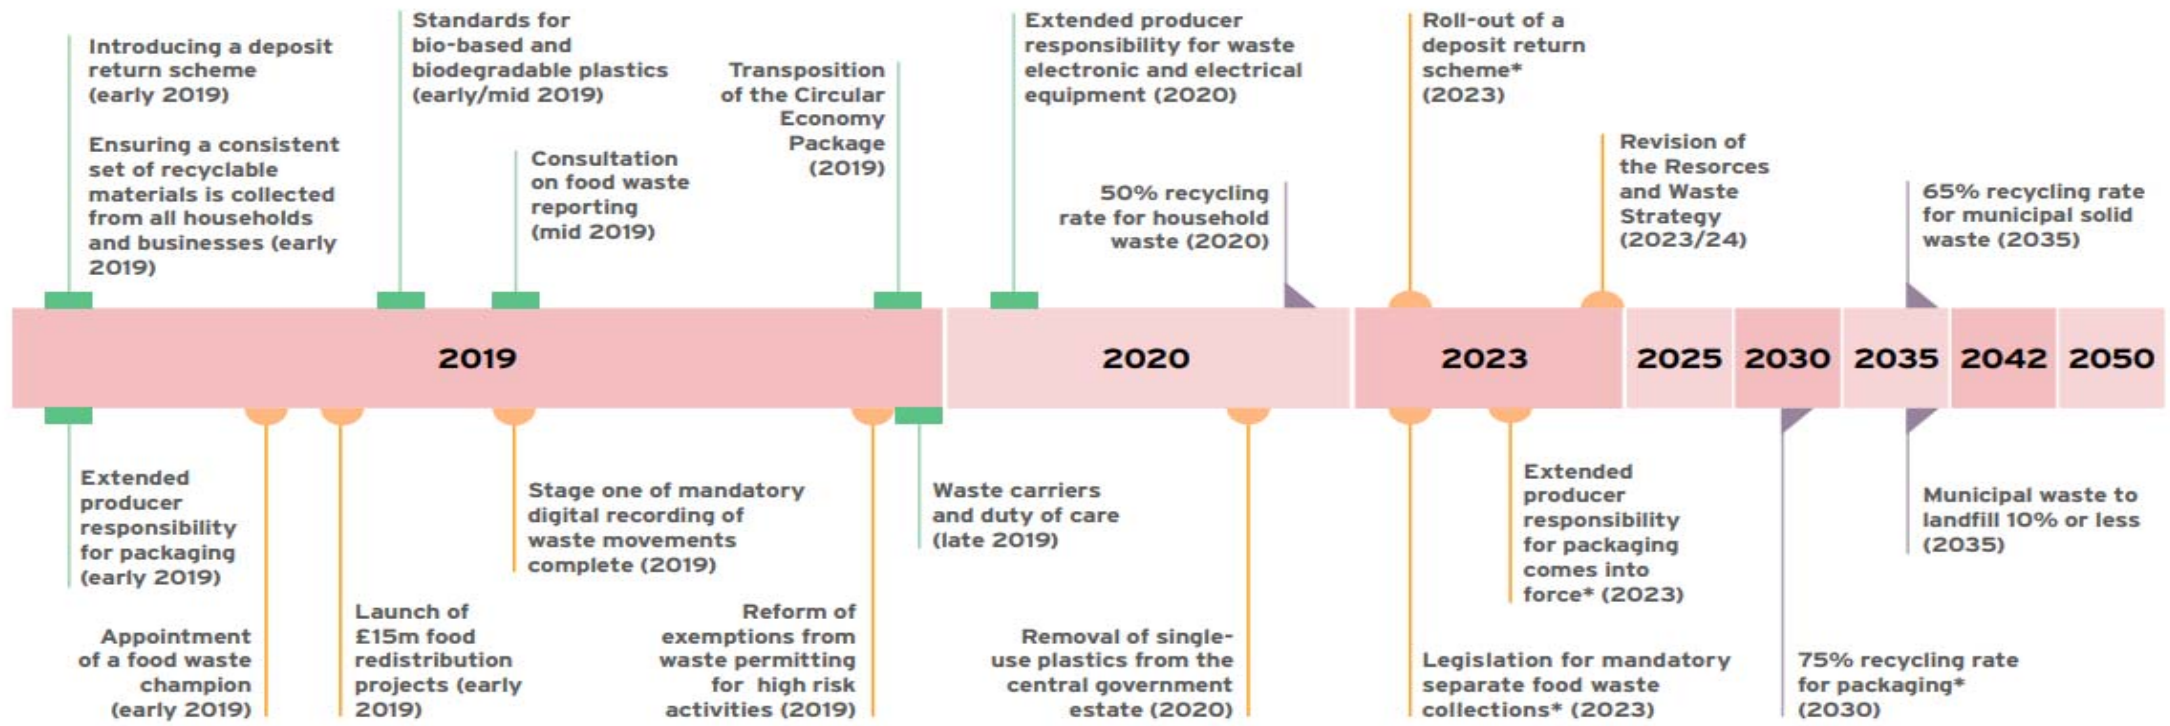 Introducing a deposit
return scheme
(early 2019)
Ensuring a consistent
set of recyclable
materials is collected
from all households
and businesses (early
2019)
Standards for
bio-based and
biodegradable plastics
(early/mid 2019)
Consultation
on food waste
reporting
(mid 2019)
Transposition
of the Circular
Economy
Package
(2019)
Extended producer
responsibility for waste
electronic and electrical
equipment (2020)
50% recycling
rate for household
waste (2020)
Roll-out of a
deposit return
scheme*
(2023)
Revision of
the Resorces
and Waste
Strategy
(2023/24)
65% recycling rate
for municipal solid
waste (2035)
2019
2020
2023
2025
2030
2035
2042
2050
Extended
producer
responsibility
for packaging
(early 2019)
Appointment
of a food waste
champion
(early 2019)
Launch of
£15m food
redistribution
projects (early
2019)
Stage one of mandatory
digital recording of
waste movements
complete (2019)
Reform of
exemptions from
waste permitting
for high risk
activities (2019)
Waste carriers
and duty of care
(late 2019)
Removal of single-
use plastics from the
central government
estate (2020)
Legislation for mandatory
separate food waste
collections* (2023)
Extended
producer
responsibility
for packaging
comes into
force* (2023)
75% recycling rate
for packaging*
(2030)
Municipal waste to
landfill 10% or less
(2035)